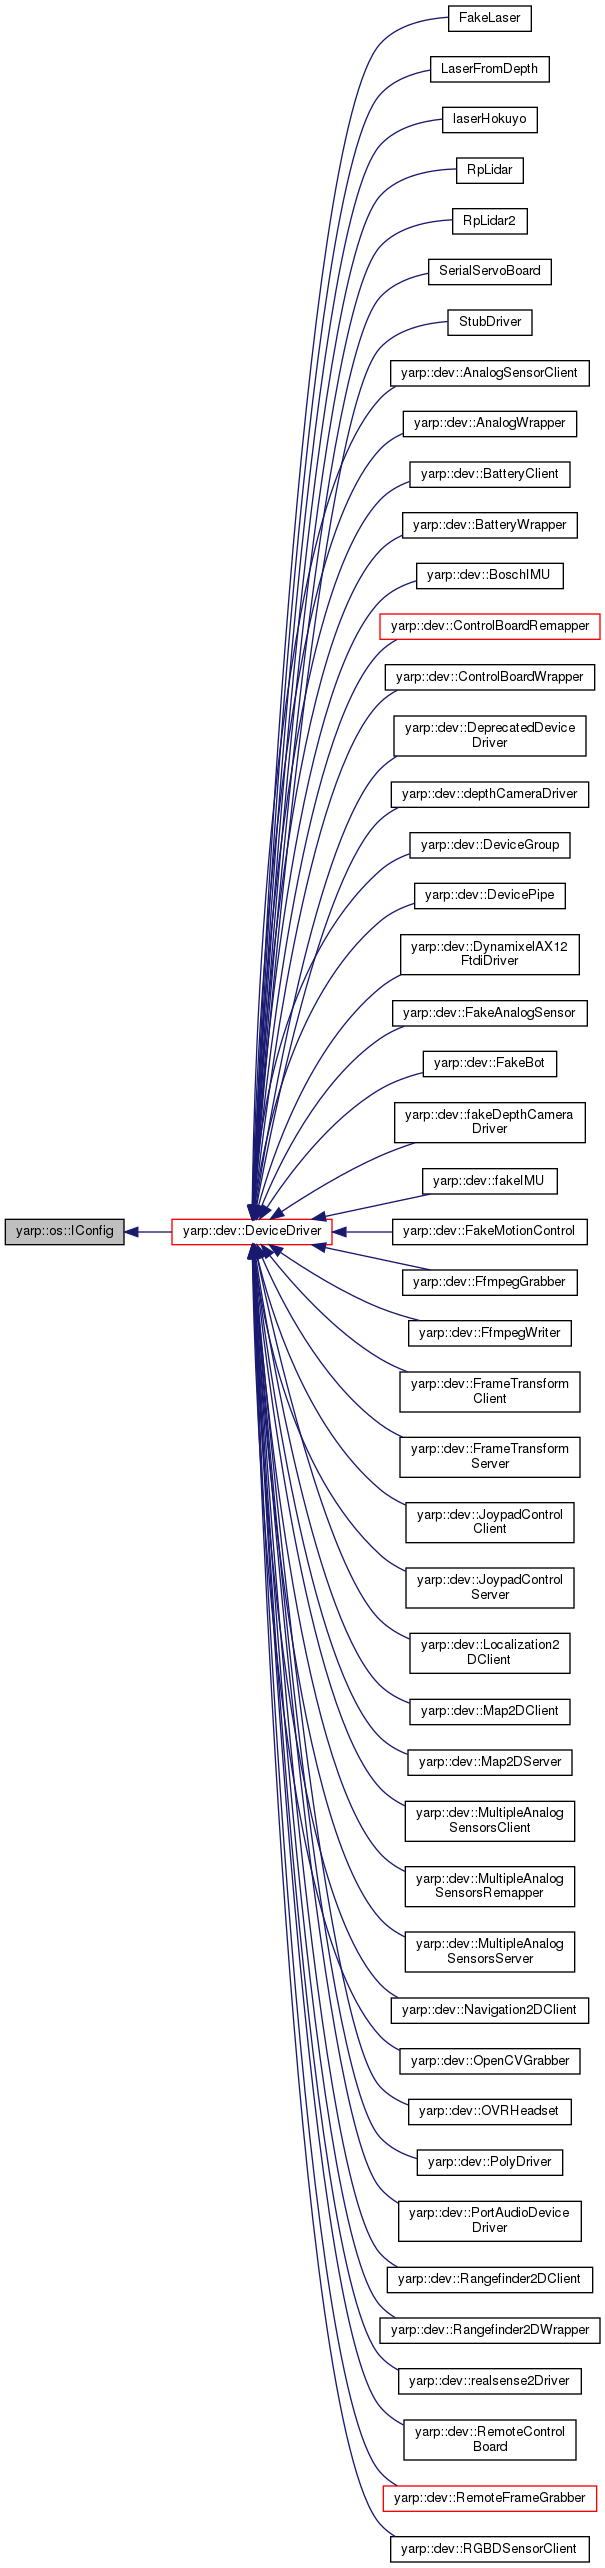 FakeLaser
LaserFromDepth
laserHokuyo
RpLidar
RpLidar2
SerialServoBoard
StubDriver
yarp::dev::AnalogSensorClient
yarp::dev::AnalogWrapper
yarp::dev::BatteryClient
yarp::dev::BatteryWrapper
yarp::dev::BoschIMU
yarp::dev::ControlBoardRemapper
yarp::dev::ControlBoardWrapper
yarp::dev::DeprecatedDevice
Driver
yarp::dev::depthCameraDriver
yarp::dev::DeviceGroup
yarp::dev::DevicePipe
yarp::dev::DynamixelAX12
FtdiDriver
yarp::dev::FakeAnalogSensor
yarp::dev::FakeBot
yarp::dev::fakeDepthCamera
Driver
yarp::dev::fakeIMU
yarp::os::IConfig
yarp::dev::DeviceDriver
yarp::dev::FakeMotionControl
yarp::dev::FfmpegGrabber
yarp::dev::FfmpegWriter
yarp::dev::FrameTransform
Client
yarp::dev::FrameTransform
Server
yarp::dev::JoypadControl
Client
yarp::dev::JoypadControl
Server
yarp::dev::Localization2
DClient
yarp::dev::Map2DClient
yarp::dev::Map2DServer
yarp::dev::MultipleAnalog
SensorsClient
yarp::dev::MultipleAnalog
SensorsRemapper
yarp::dev::MultipleAnalog
SensorsServer
yarp::dev::Navigation2DClient
yarp::dev::OpenCVGrabber
yarp::dev::OVRHeadset
yarp::dev::PolyDriver
yarp::dev::PortAudioDevice
Driver
yarp::dev::Rangefinder2DClient
yarp::dev::Rangefinder2DWrapper
yarp::dev::realsense2Driver
yarp::dev::RemoteControl
Board
yarp::dev::RemoteFrameGrabber
yarp::dev::RGBDSensorClient